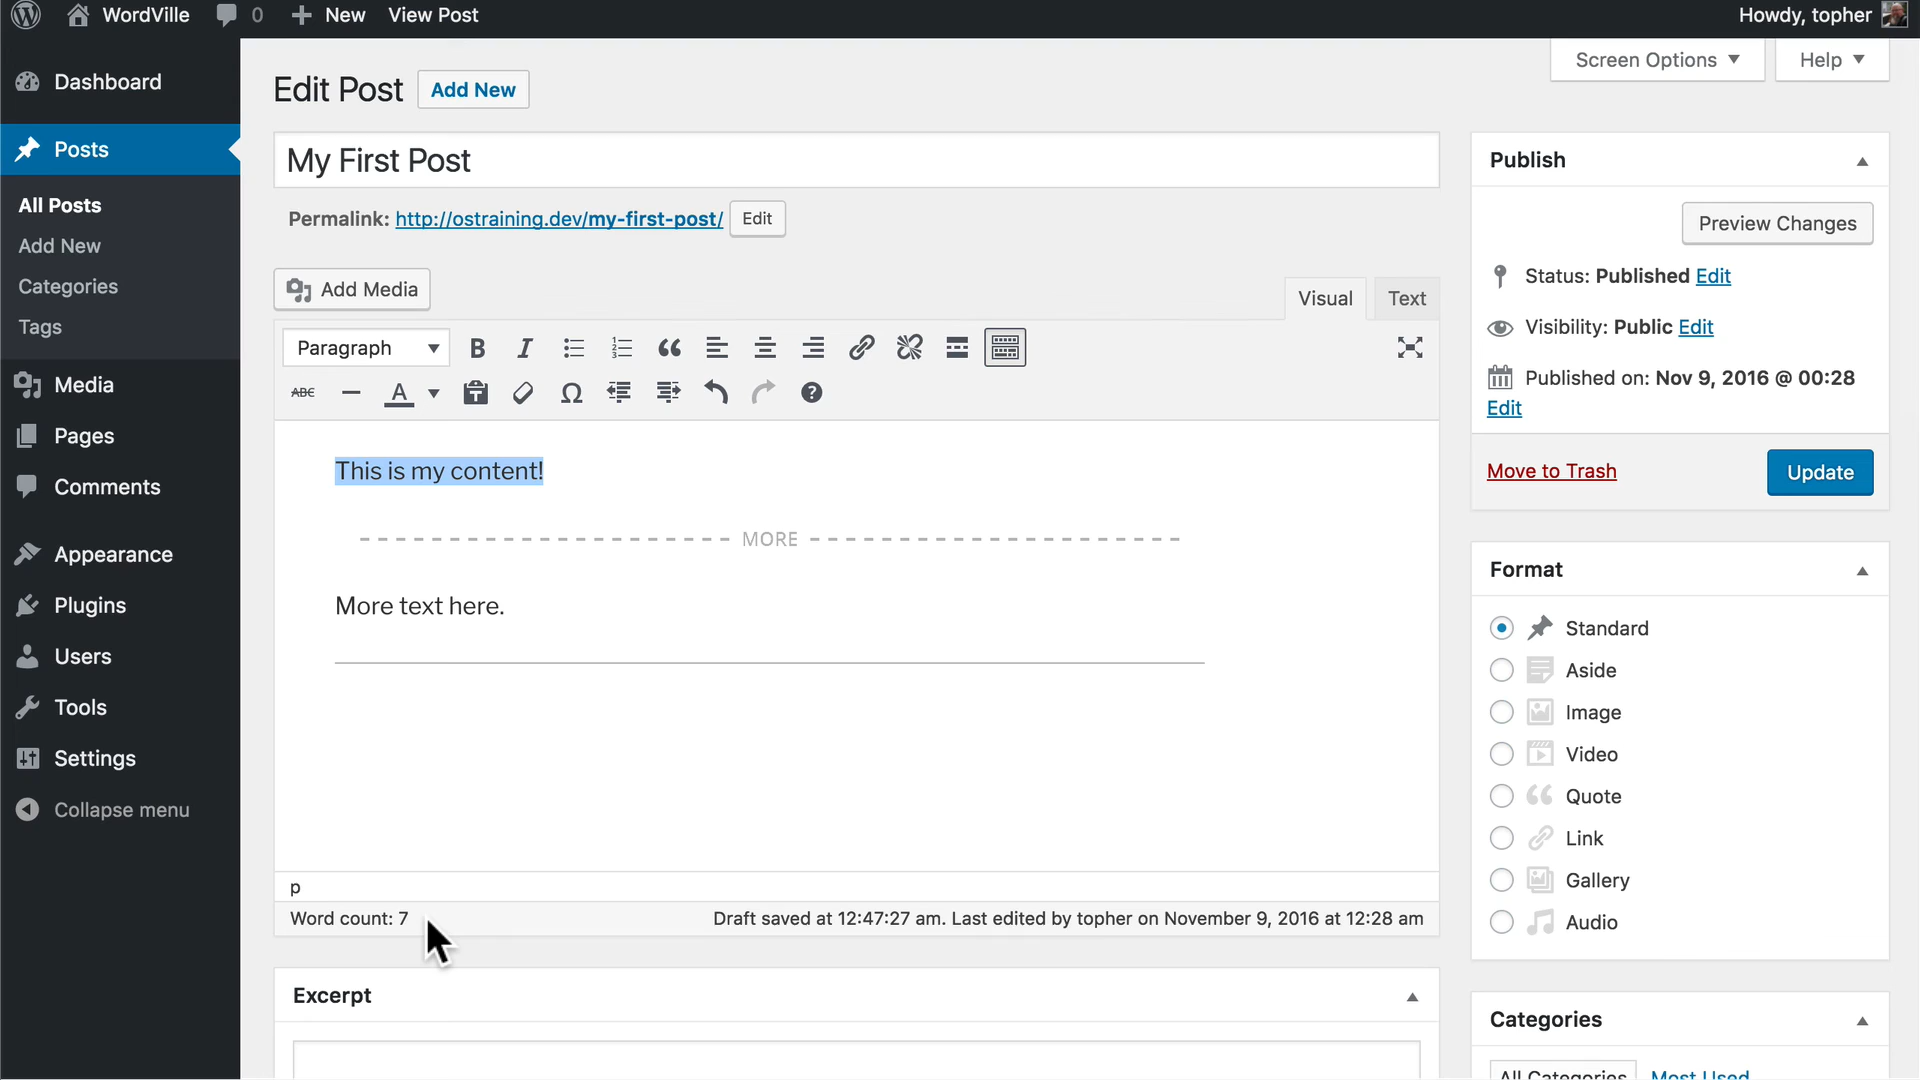 WordVille 0 New View Post Howdy, topher
Screen Options Help
Dashboard
Posts
All Posts
Add New
Categories
Tags
Media
Pages
Comments
Appearance
Plugins
Users
Tools
Settings
Collapse menu
Edit Post Add New
My First Post
Permalink: http://ostraining.dev/my-first-post/ Edit
Add Media
Visual Text
Paragraph B I
ABC A
This is my content!
MORE
More text here.
p
Word count: 7 Draft saved at 12:47:27 am. Last edited by topher on November 9, 2016 at 12:28 am
Excerpt
Publish
Preview Changes
Status: Published Edit
Visibility: Public Edit
Published on: Nov 9, 2016 @ 00:28
Edit
Move to Trash Update
Format
Standard
Aside
Image
Video
Quote
Link
Gallery
Audio
Categories
All Categories Most Used